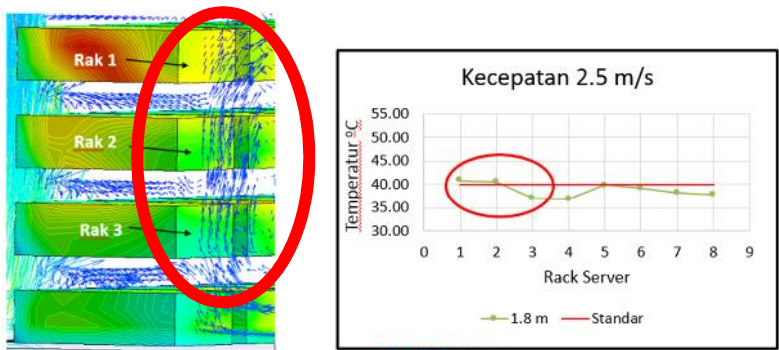 Rak 1
Rak 2
Rak 3
Kecepatan 2.5 m/s
Temperatur ºC
55.00
50.00
45.00
40.00
35.00
30.00
0 1 2 3 4 5 6 7 8 9
Rack Server
1.8 m Standar